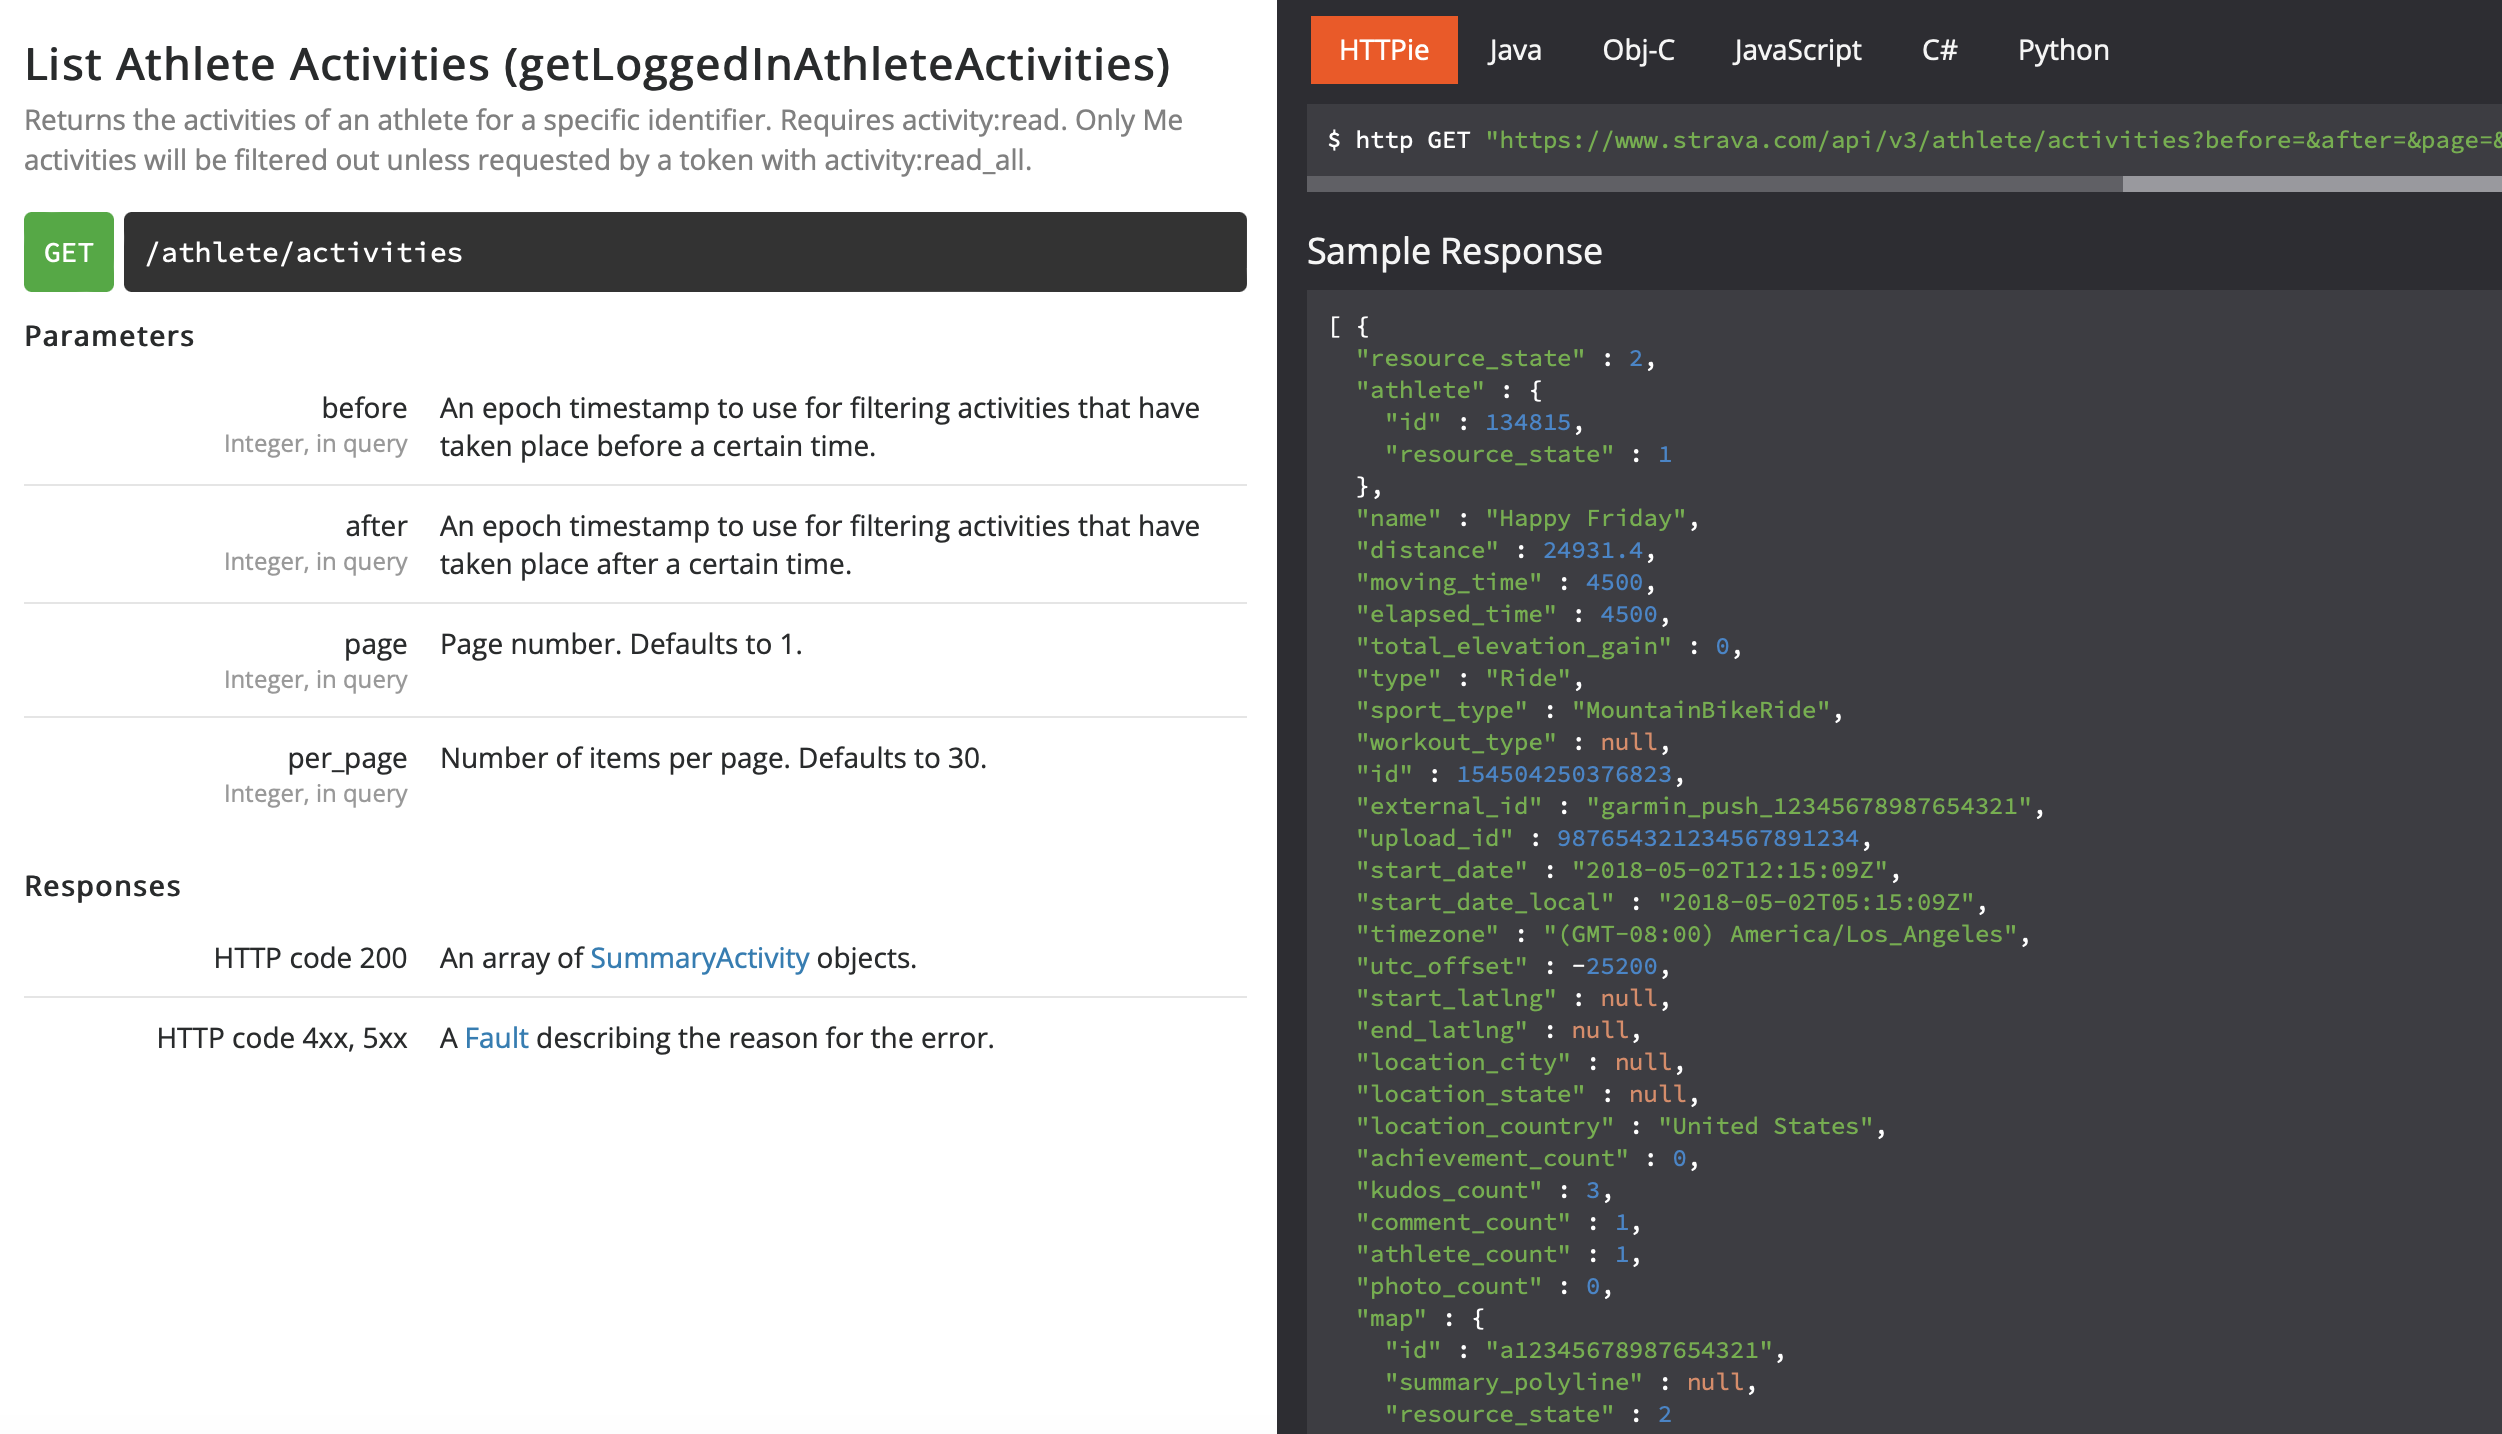 List Athlete Activities (getLoggedInAthleteActivities)
Returns the activities of an athlete for a specific identifier. Requires activity:read. Only Me
activities will be filtered out unless requested by a token with activity:read_all.
GET /athlete/activities
Parameters
before An epoch timestamp to use for filtering activities that have
Integer, in query taken place before a certain time.
after An epoch timestamp to use for filtering activities that have
Integer, in query taken place after a certain time.
page Page number. Defaults to 1.
Integer, in query
per_page Number of items per page. Defaults to 30.
Integer, in query
Responses
HTTP code 200 An array of SummaryActivity objects.
HTTP code 4xx, 5xx A Fault describing the reason for the error.
HTTPie Java Obj-C JavaScript C# Python
$ http GET "https://www.strava.com/api/v3/athlete/activities?before=&after=&page=&
Sample Response
[ {
"resource_state" : 2,
"athlete" : {
"id" : 134815,
"resource_state" : 1
},
"name" : "Happy Friday",
"distance" : 24931.4,
"moving_time" : 4500,
"elapsed_time" : 4500,
"total_elevation_gain" : 0,
"type" : "Ride",
"sport_type" : "MountainBikeRide",
"workout_type" : null,
"id" : 154504250376823,
"external_id" : "garmin_push_12345678987654321",
"upload_id" : 987654321234567891234,
"start_date" : "2018-05-02T12:15:09Z",
"start_date_local" : "2018-05-02T05:15:09Z",
"timezone" : "(GMT-08:00) America/Los_Angeles",
"utc_offset" : -25200,
"start_latlng" : null,
"end_latlng" : null,
"location_city" : null,
"location_state" : null,
"location_country" : "United States",
"achievement_count" : 0,
"kudos_count" : 3,
"comment_count" : 1,
"athlete_count" : 1,
"photo_count" : 0,
"map" : {
"id" : "a12345678987654321",
"summary_polyline" : null,
"resource_state" : 2